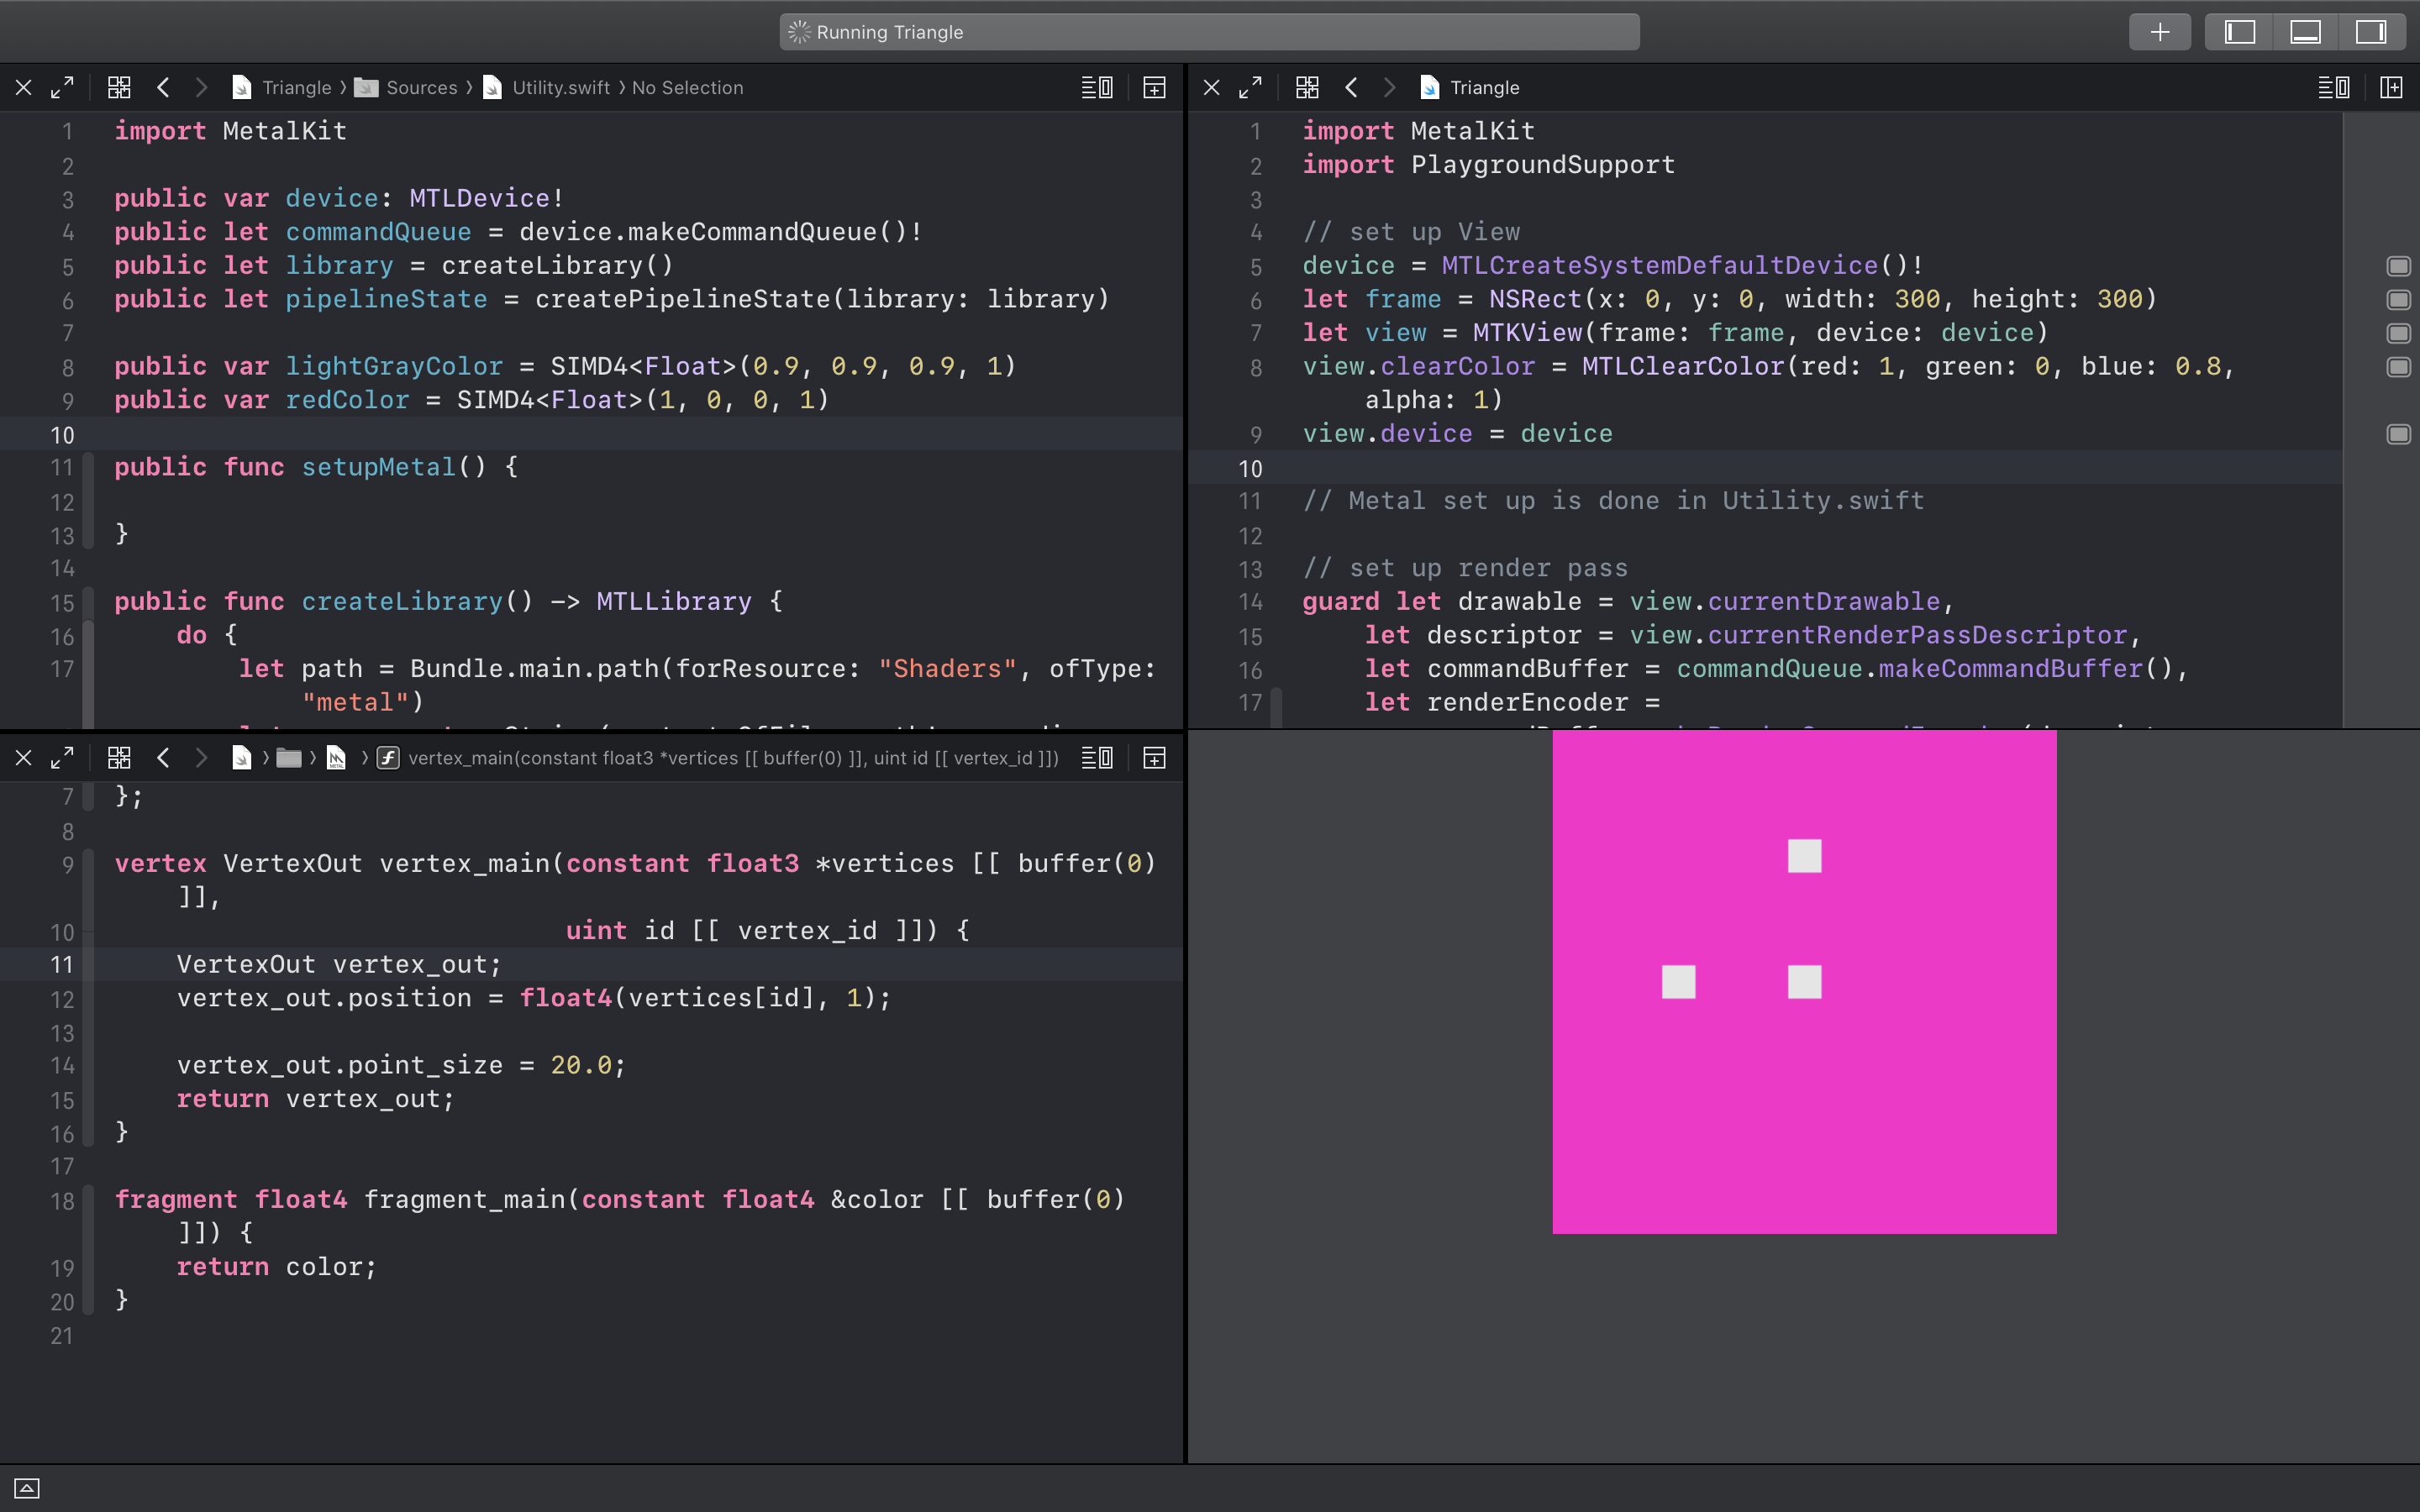 Running Triangle
Triangle › Sources › Utility.swift › No Selection
1 import MetalKit
2
3 public var device: MTLDevice!
4 public let commandQueue = device.makeCommandQueue()!
5 public let library = createLibrary()
6 public let pipelineState = createPipelineState(library: library)
7
8 public var lightGrayColor = SIMD4<Float>(0.9, 0.9, 0.9, 1)
9 public var redColor = SIMD4<Float>(1, 0, 0, 1)
10
11 public func setupMetal() {
12
13 }
14
15 public func createLibrary() -> MTLLibrary {
16 do {
17 let path = Bundle.main.path(forResource: "Shaders", ofType:
"metal")
Triangle
1 import MetalKit
2 import PlaygroundSupport
3
4 // set up View
5 device = MTLCreateSystemDefaultDevice()!
6 let frame = NSRect(x: 0, y: 0, width: 300, height: 300)
7 let view = MTKView(frame: frame, device: device)
8 view.clearColor = MTLClearColor(red: 1, green: 0, blue: 0.8,
alpha: 1)
9 view.device = device
10
11 // Metal set up is done in Utility.swift
12
13 // set up render pass
14 guard let drawable = view.currentDrawable,
15 let descriptor = view.currentRenderPassDescriptor,
16 let commandBuffer = commandQueue.makeCommandBuffer(),
17 let renderEncoder =
vertex_main(constant float3 *vertices [[ buffer(0) ]], uint id [[ vertex_id ]])
7 };
8
9 vertex VertexOut vertex_main(constant float3 *vertices [[ buffer(0)
]],
10 uint id [[ vertex_id ]]) {
11 VertexOut vertex_out;
12 vertex_out.position = float4(vertices[id], 1);
13
14 vertex_out.point_size = 20.0;
15 return vertex_out;
16 }
17
18 fragment float4 fragment_main(constant float4 &color [[ buffer(0)
]]) {
19 return color;
20 }
21